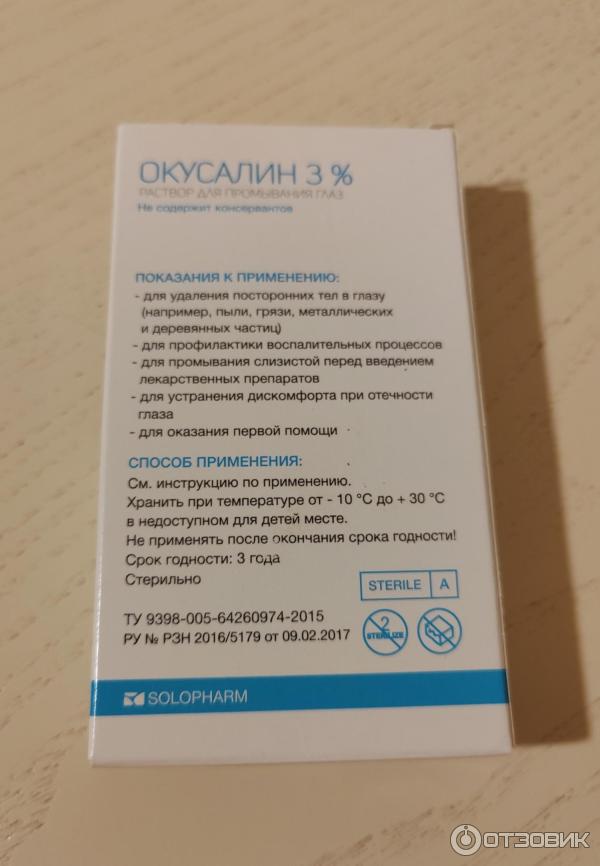 ОКУСАЛИН 3 %
РАСТВОР ДЛЯ ПРОМЫВАНИЯ ГЛАЗ
Не содержит консервантов
ПОКАЗАНИЯ К ПРИМЕНЕНИЮ:
- для удаления посторонних тел в глазу
(например, пыли, грязи, металлических
и деревянных частиц)
- для профилактики воспалительных процессов
- для промывания слизистой перед введением
лекарственных препаратов
- для устранения дискомфорта при отечности
глаза
- для оказания первой помощи
СПОСОБ ПРИМЕНЕНИЯ:
См. инструкцию по применению.
Хранить при температуре от - 10 °С до + 30 °С
в недоступном для детей месте.
Не применять после окончания срока годности!
Срок годности: 3 года
Стерильно
STERILE A
ТУ 9398-005-64260974-2015
РУ № РЗН 2016/5179 от 09.02.2017
2
STERILIZE
SOLOPHARM
ОТЗОВИК